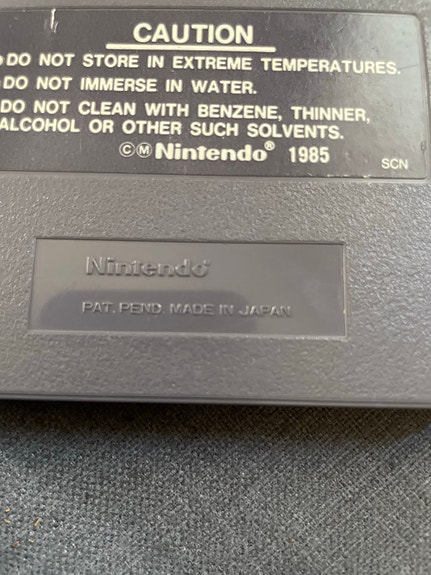 CAUTION
DO NOT STORE IN EXTREME TEMPERATURES.
DO NOT IMMERSE IN WATER.
DO NOT CLEAN WITH BENZENE, THINNER,
ALCOHOL OR OTHER SUCH SOLVENTS.
©Ⓜ Nintendo® 1985
SCN
Nintendo®
PAT. PEND. MADE IN JAPAN